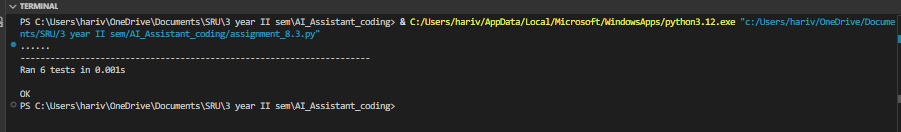 TERMINAL
PS C:\Users\hariv\OneDrive\Documents\SRU\3 year II sem\AI_Assistant_coding> & C:/Users/hariv/AppData/Local/Microsoft/WindowsApps/python3.12.exe "c:/Users/hariv/OneDrive/Docume
nts/SRU/3 year II sem/AI_Assistant_coding/assignment_8.3.py"
......
----------------------------------------------------------------------
Ran 6 tests in 0.001s
OK
PS C:\Users\hariv\OneDrive\Documents\SRU\3 year II sem\AI_Assistant_coding>